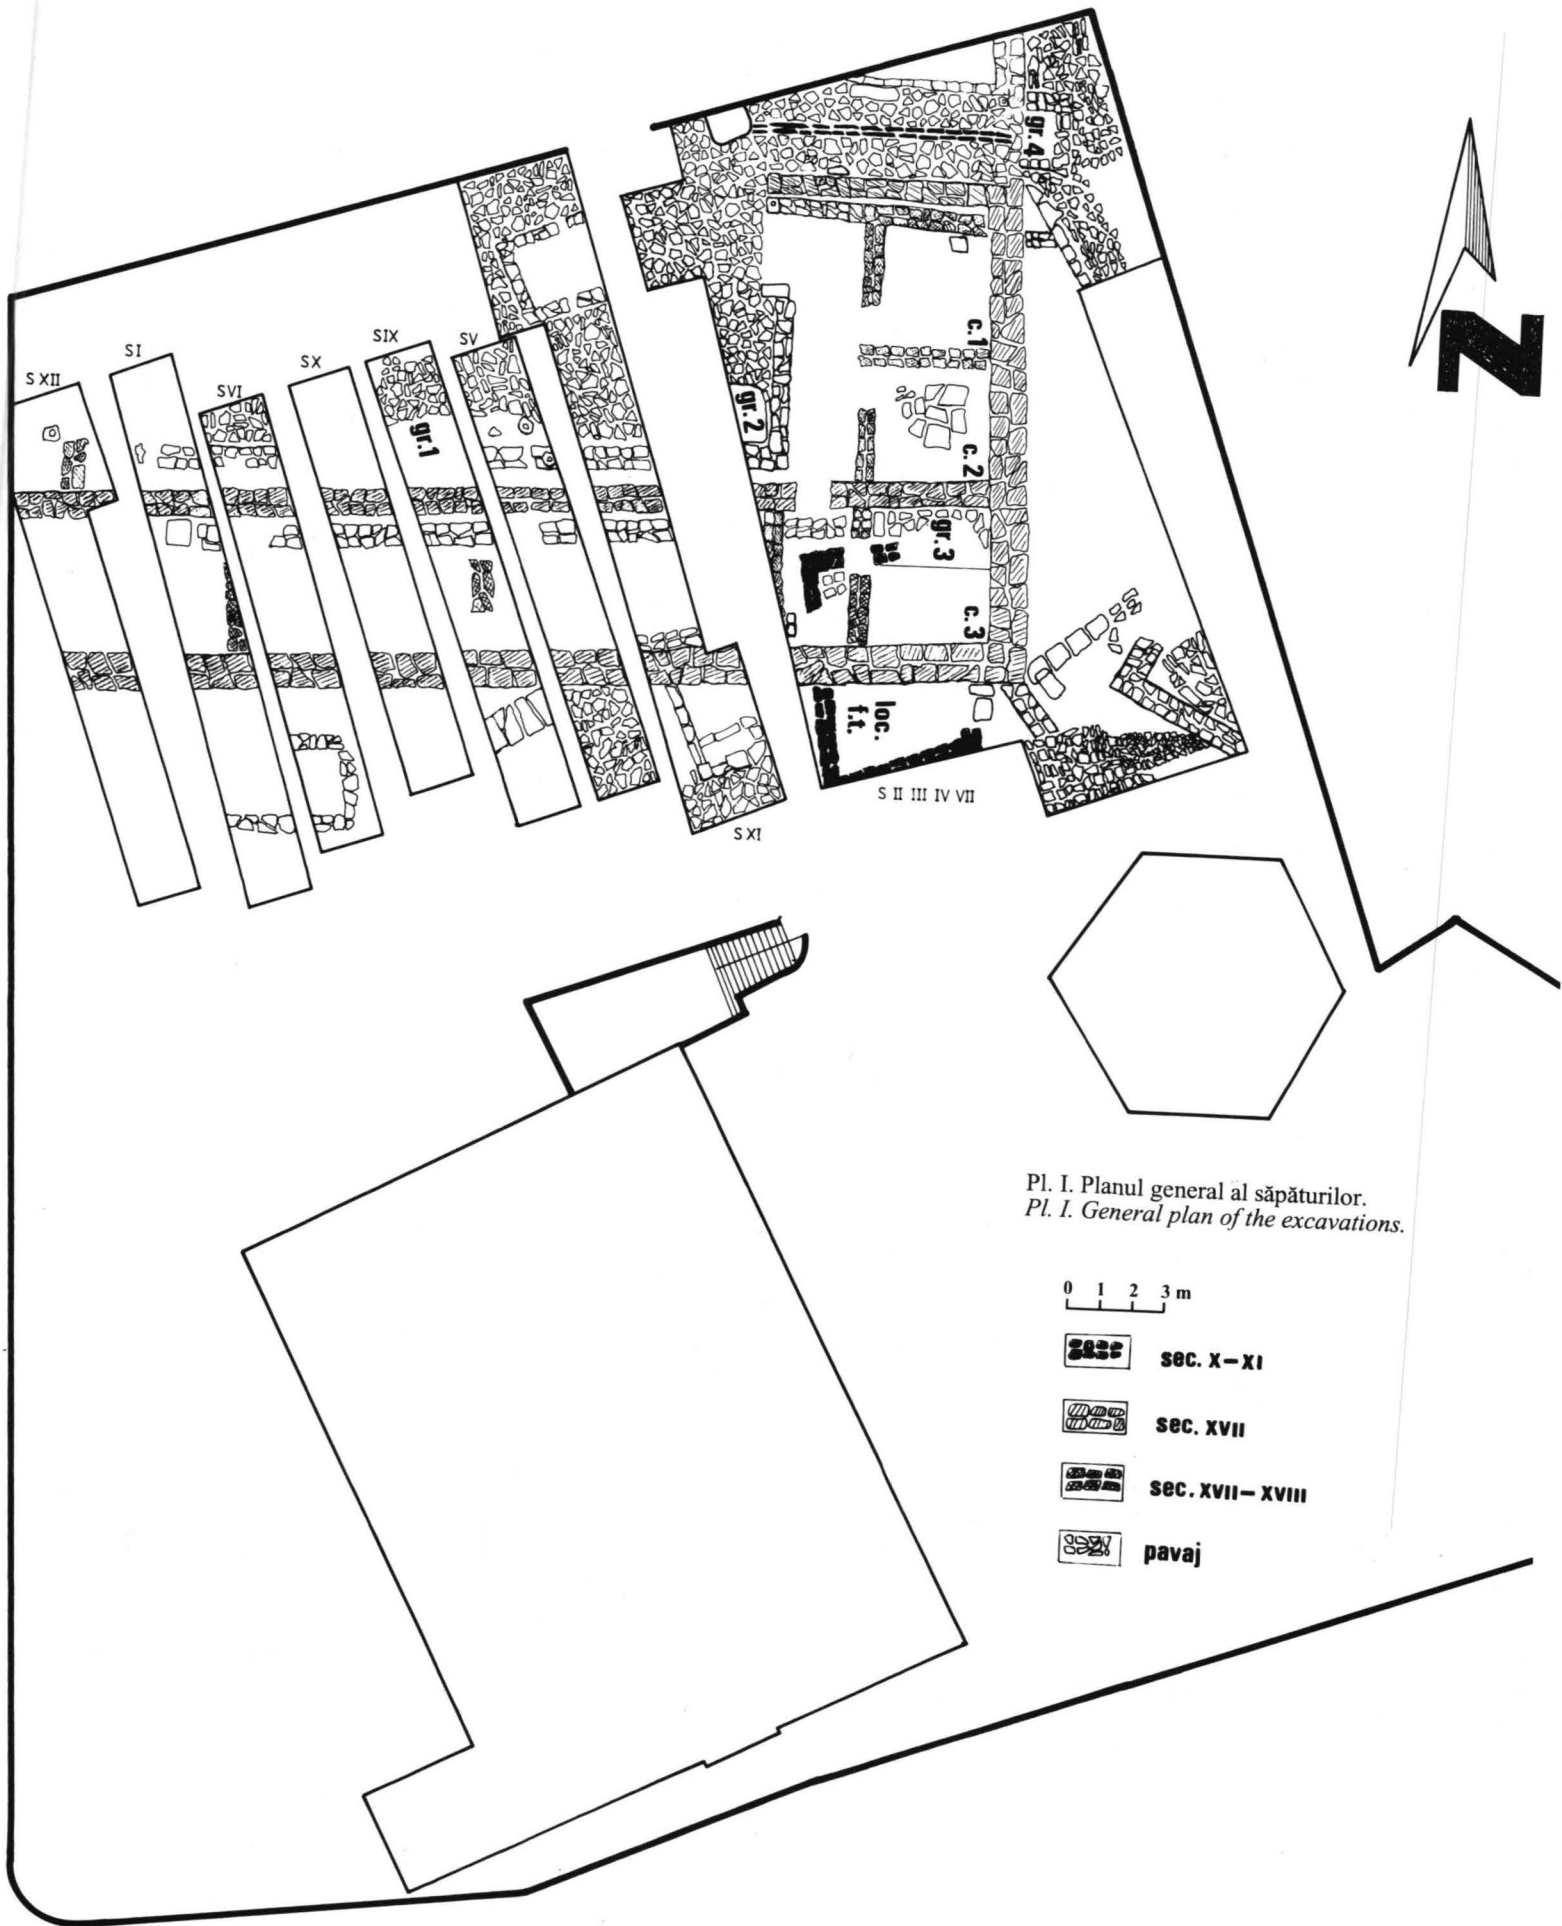 S XII
S I
S VI
S X
S IX
S V
gr.1
gr.2
gr.4
c.1
c.2
gr.3
c.3
loc.
f.t.
S II III IV VII
S XI
N
Pl. I. Planul general al săpăturilor.
Pl. I. General plan of the excavations.
0 1 2 3 m
sec. X–XI
sec. XVII
sec. XVII–XVIII
pavaj